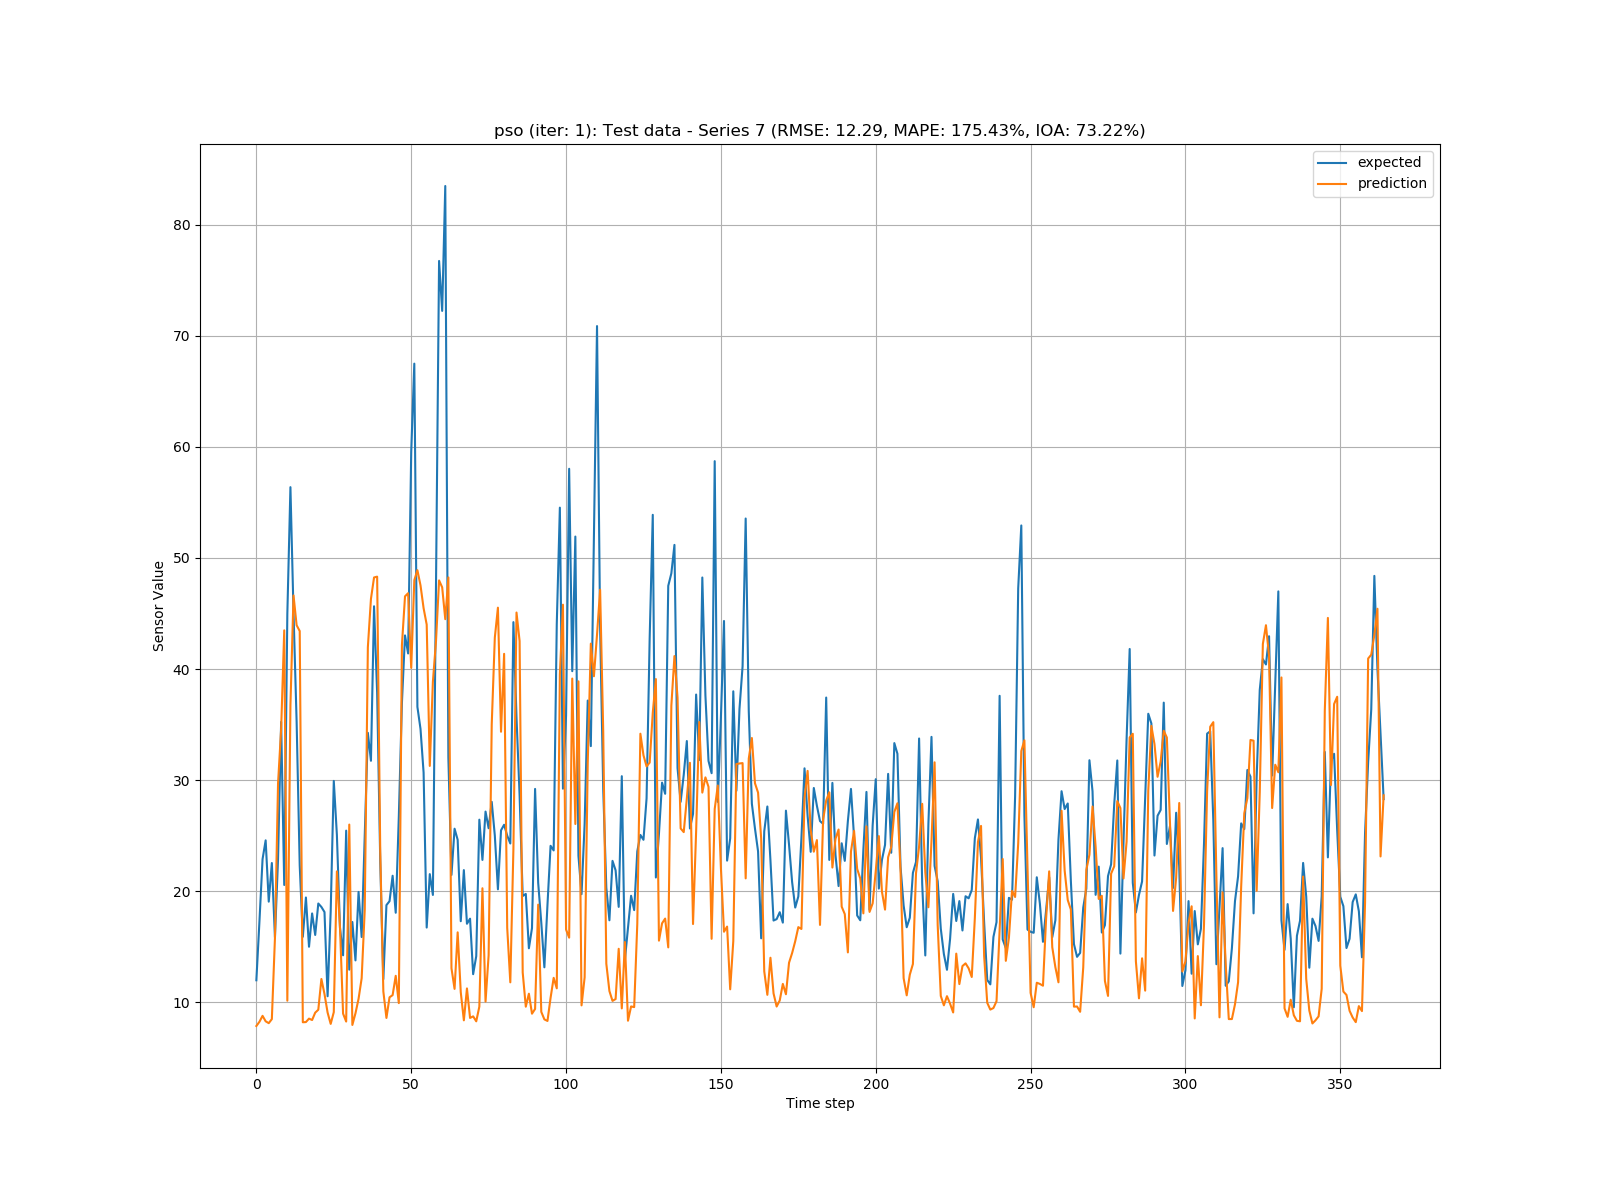 pso (iter: 1): Test data - Series 7 (RMSE: 12.29, MAPE: 175.43%, IOA: 73.22%)
expected
prediction
80
70
60
50
40
30
20
10
Sensor Value
0 50 100 150 200 250 300 350
Time step